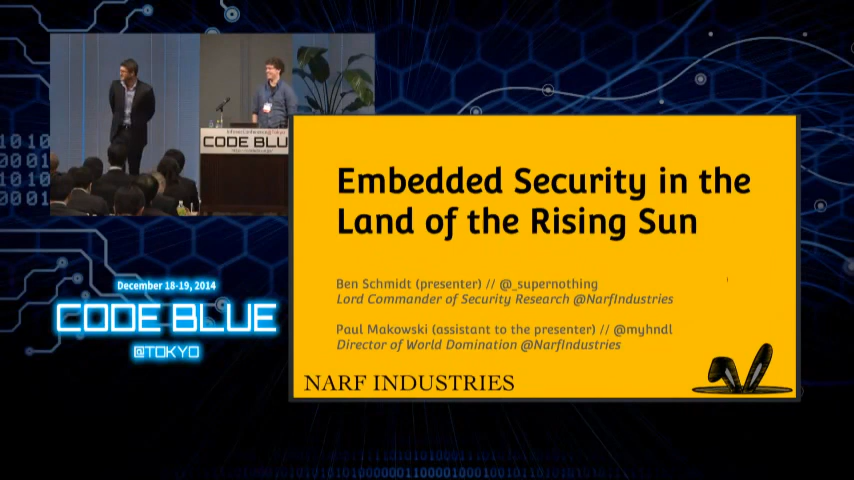 CODE BLU
December 18-19, 2014
CODE BLUE
@TOKYO
Embedded Security in the
Land of the Rising Sun
Ben Schmidt (presenter) // @_supernothing
Lord Commander of Security Research @NarfIndustries
Paul Makowski (assistant to the presenter) // @myhndl
Director of World Domination @NarfIndustries
NARF INDUSTRIES